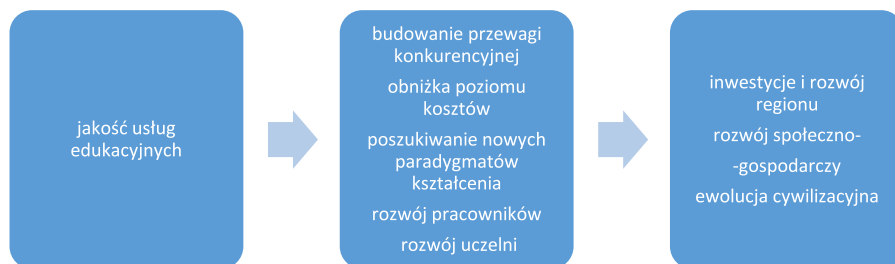 jakość usług
edukacyjnych
budowanie przewagi
konkurencyjnej
obniżka poziomu
kosztów
poszukiwanie nowych
paradygmatów
kształcenia
rozwój pracowników
rozwój uczelni
inwestycje i rozwój
regionu
rozwój społeczno-
-gospodarczy
ewolucja cywilizacyjna